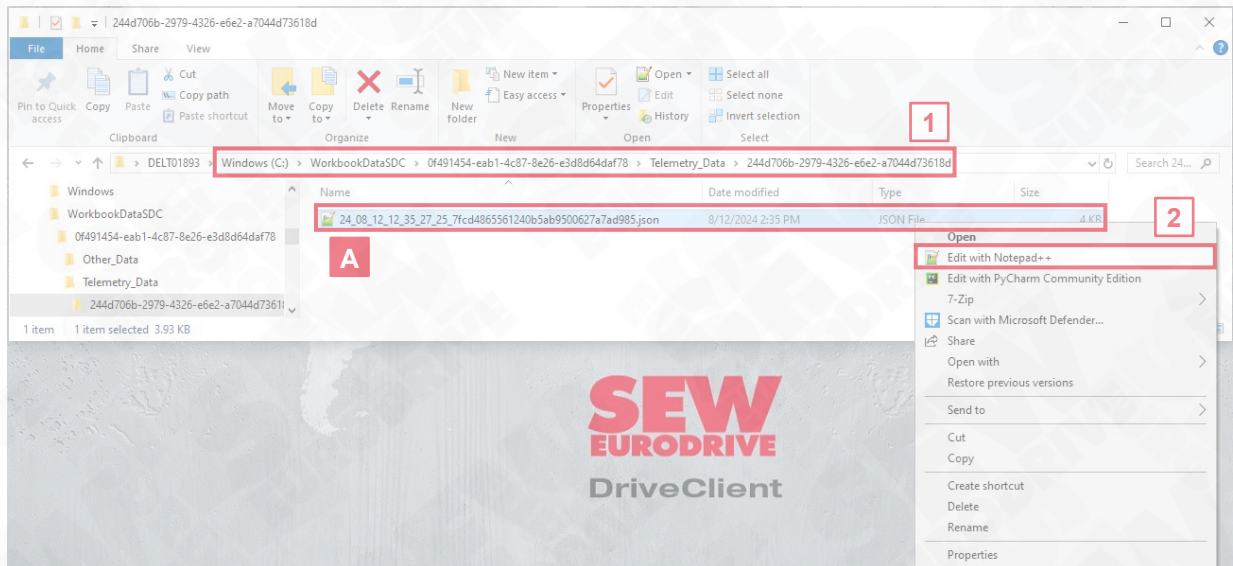 244d706b-2979-4326-e6e2-a7044d73618d
File Home Share View
Pin to Quick access
Copy
Paste
Cut
Copy path
Paste shortcut
Clipboard
Move to
Copy to
Delete
Rename
Organize
New folder
New item
Easy access
New
Properties
Open
Edit
History
Open
Select all
Select none
Invert selection
Select
1
DELT01893 > Windows (C:) > WorkbookDataSDC > 0f491454-eab1-4c87-8e26-e3d8d64daf78 > Telemetry_Data > 244d706b-2979-4326-e6e2-a7044d73618d
Search 24...
Windows
WorkbookDataSDC
0f491454-eab1-4c87-8e26-e3d8d64daf78
Other_Data
Telemetry_Data
244d706b-2979-4326-e6e2-a7044d7361
Name Date modified Type Size
24_08_12_12_35_27_25_7fcd4865561240b5ab9500627a7ad985.json 8/12/2024 2:35 PM JSON File 4 KB
A
2
1 item 1 item selected 3.93 KB
Open
Edit with Notepad++
Edit with PyCharm Community Edition
7-Zip
Scan with Microsoft Defender...
Share
Open with
Restore previous versions
Send to
Cut
Copy
Create shortcut
Delete
Rename
Properties
SEW
EURODRIVE
DriveClient